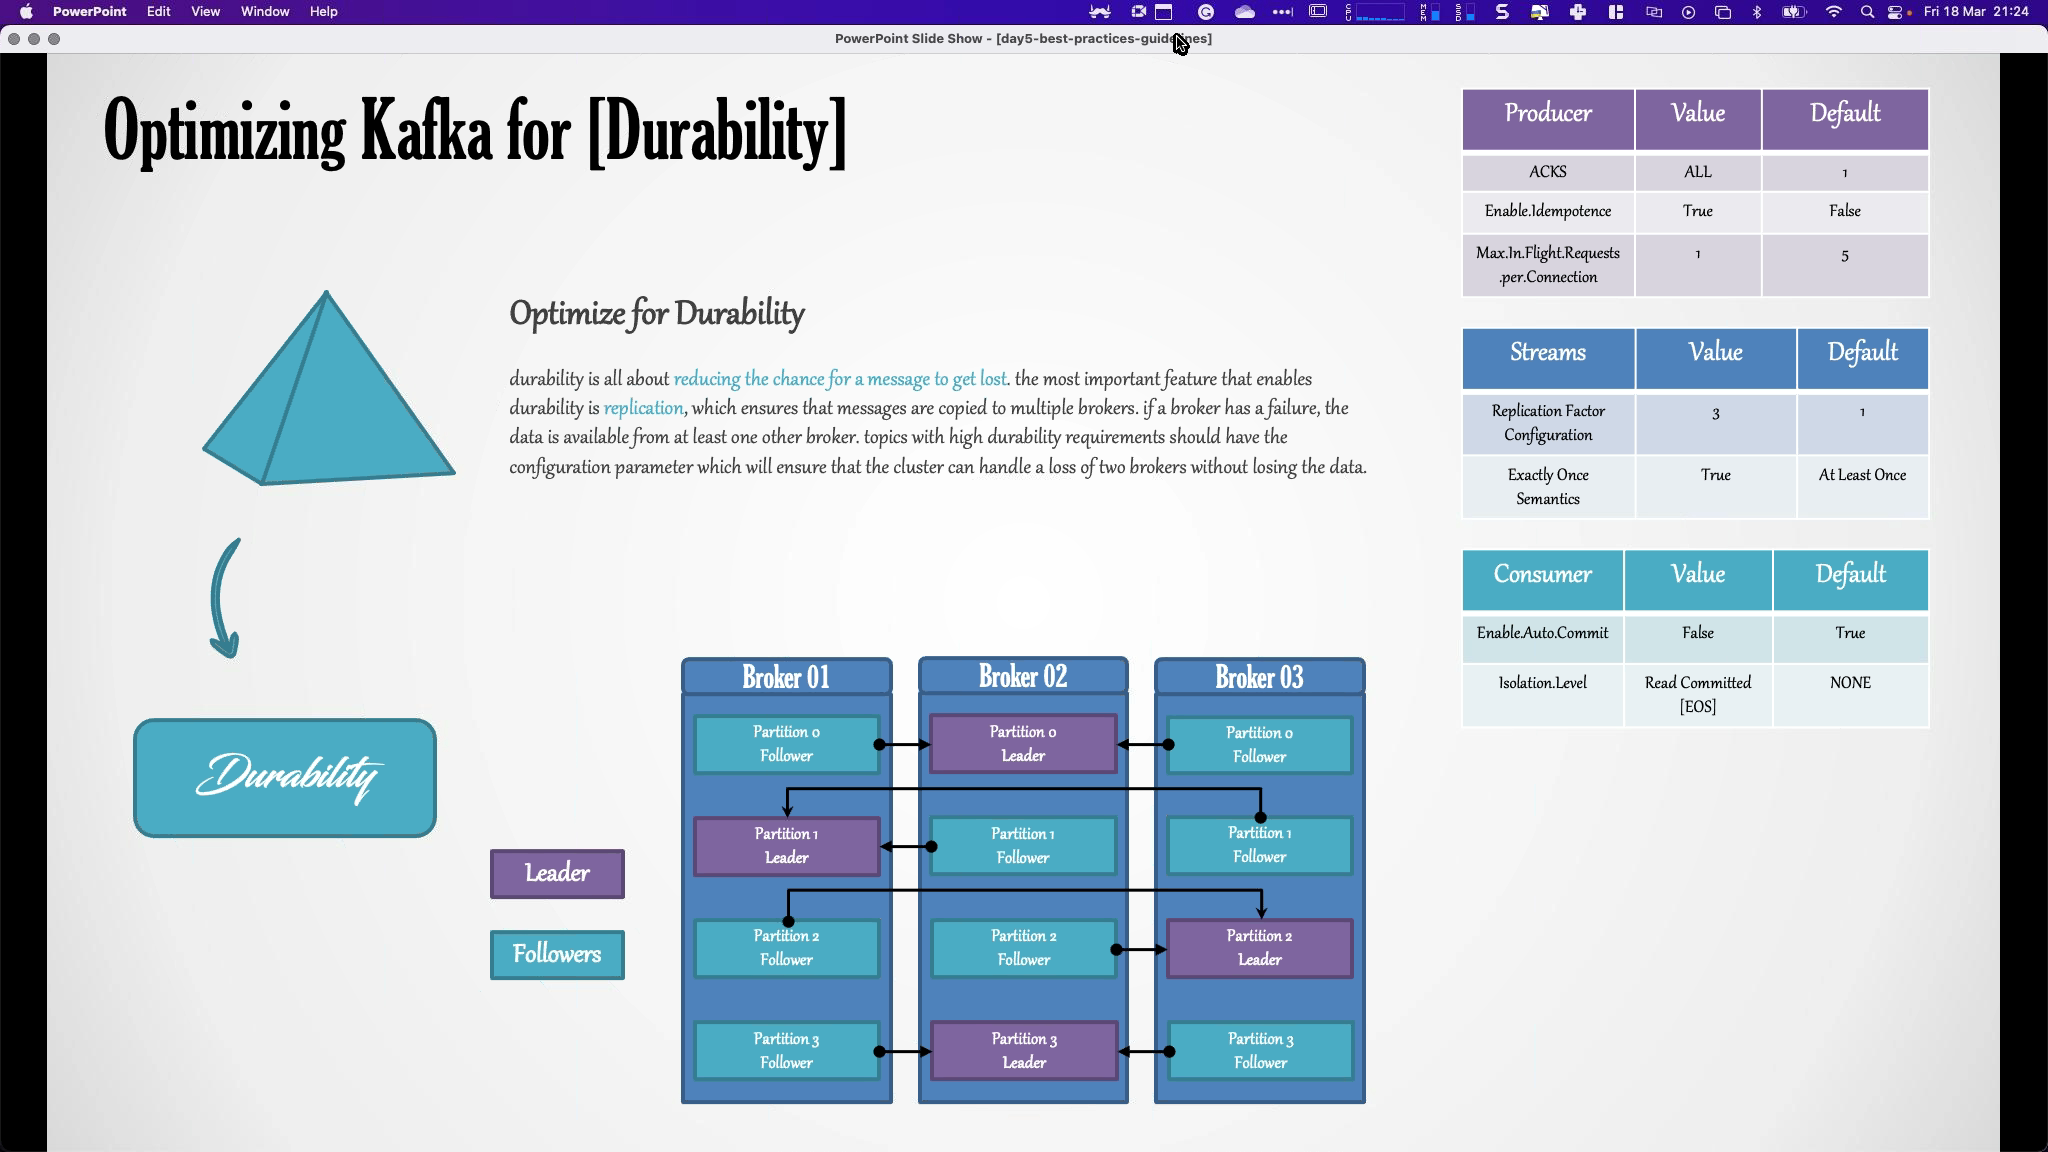 PowerPoint Edit View Window Help
CPU MEM SSD Fri 18 Mar 21:24
PowerPoint Slide Show - [day5-best-practices-guidelines]
Optimizing Kafka for [Durability]
Optimize for Durability
durability is all about reducing the chance for a message to get lost. the most important feature that enables
durability is replication, which ensures that messages are copied to multiple brokers. if a broker has a failure, the
data is available from at least one other broker. topics with high durability requirements should have the
configuration parameter which will ensure that the cluster can handle a loss of two brokers without losing the data.
Durability
Leader
Followers
Broker 01 Broker 02 Broker 03
Partition 0 Partition 0 Partition 0
Follower Leader Follower
Partition 1 Partition 1 Partition 1
Leader Follower Follower
Partition 2 Partition 2 Partition 2
Follower Follower Leader
Partition 3 Partition 3 Partition 3
Follower Leader Follower
Producer Value Default
ACKS ALL 1
Enable.Idempotence True False
Max.In.Flight.Requests 1 5
.per.Connection
Streams Value Default
Replication Factor 3 1
Configuration
Exactly Once True At Least Once
Semantics
Consumer Value Default
Enable.Auto.Commit False True
Isolation.Level Read Committed NONE
[EOS]